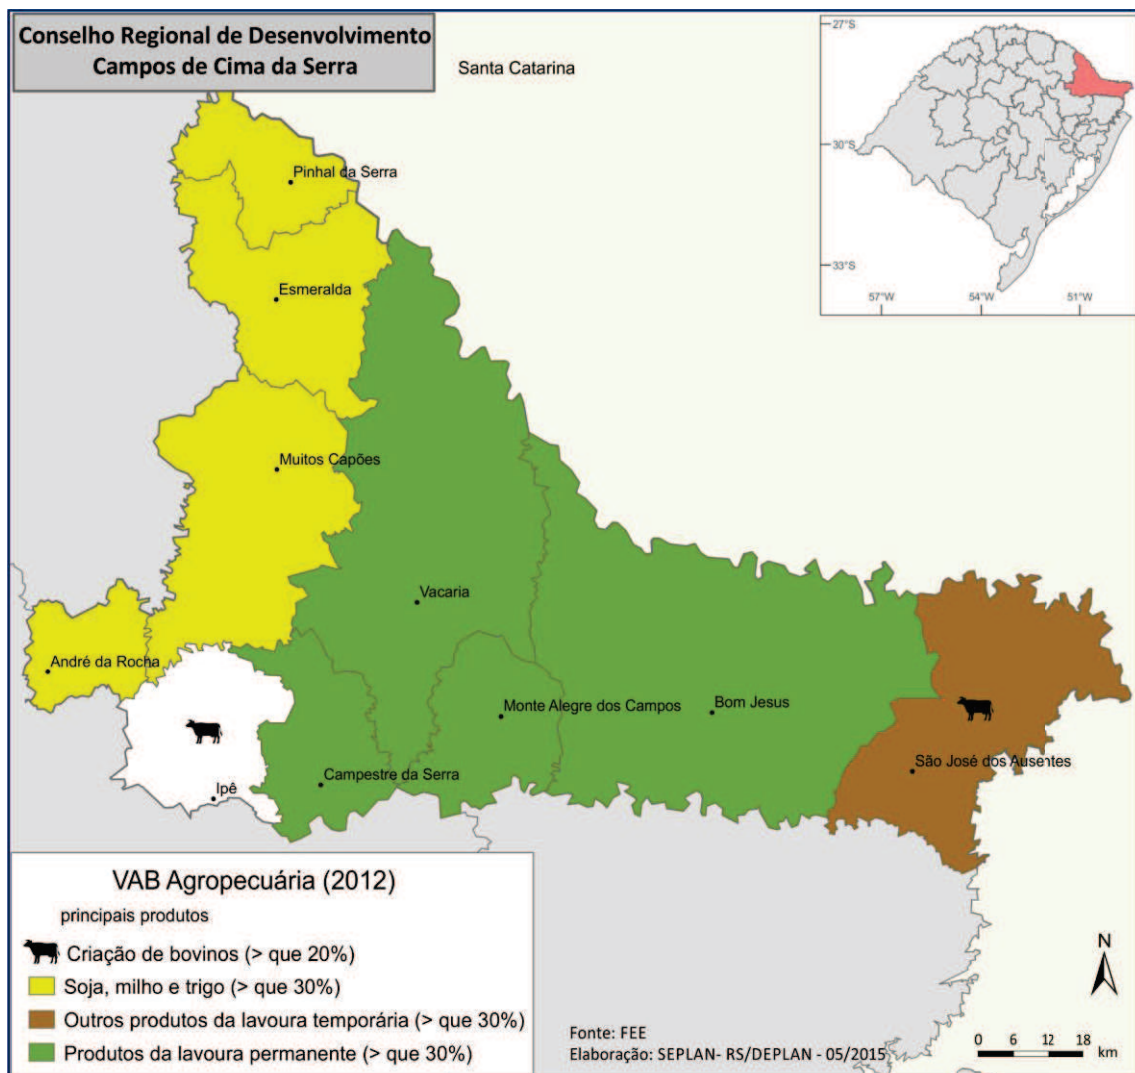 Conselho Regional de Desenvolvimento
Campos de Cima da Serra
Santa Catarina
27°S
30°S
33°S
57°W
54°W
51°W
Pinhal da Serra
Esmeralda
Muitos Capões
Vacaria
André da Rocha
Monte Alegre dos Campos
Bom Jesus
São José dos Ausentes
Campestre da Serra
Ipê
VAB Agropecuária (2012)
principais produtos
Criação de bovinos (> que 20%)
Soja, milho e trigo (> que 30%)
Outros produtos da lavoura temporária (> que 30%)
Produtos da lavoura permanente (> que 30%)
Fonte: FEE
Elaboração: SEPLAN- RS/DEPLAN - 05/2015
N
0 6 12 18
km